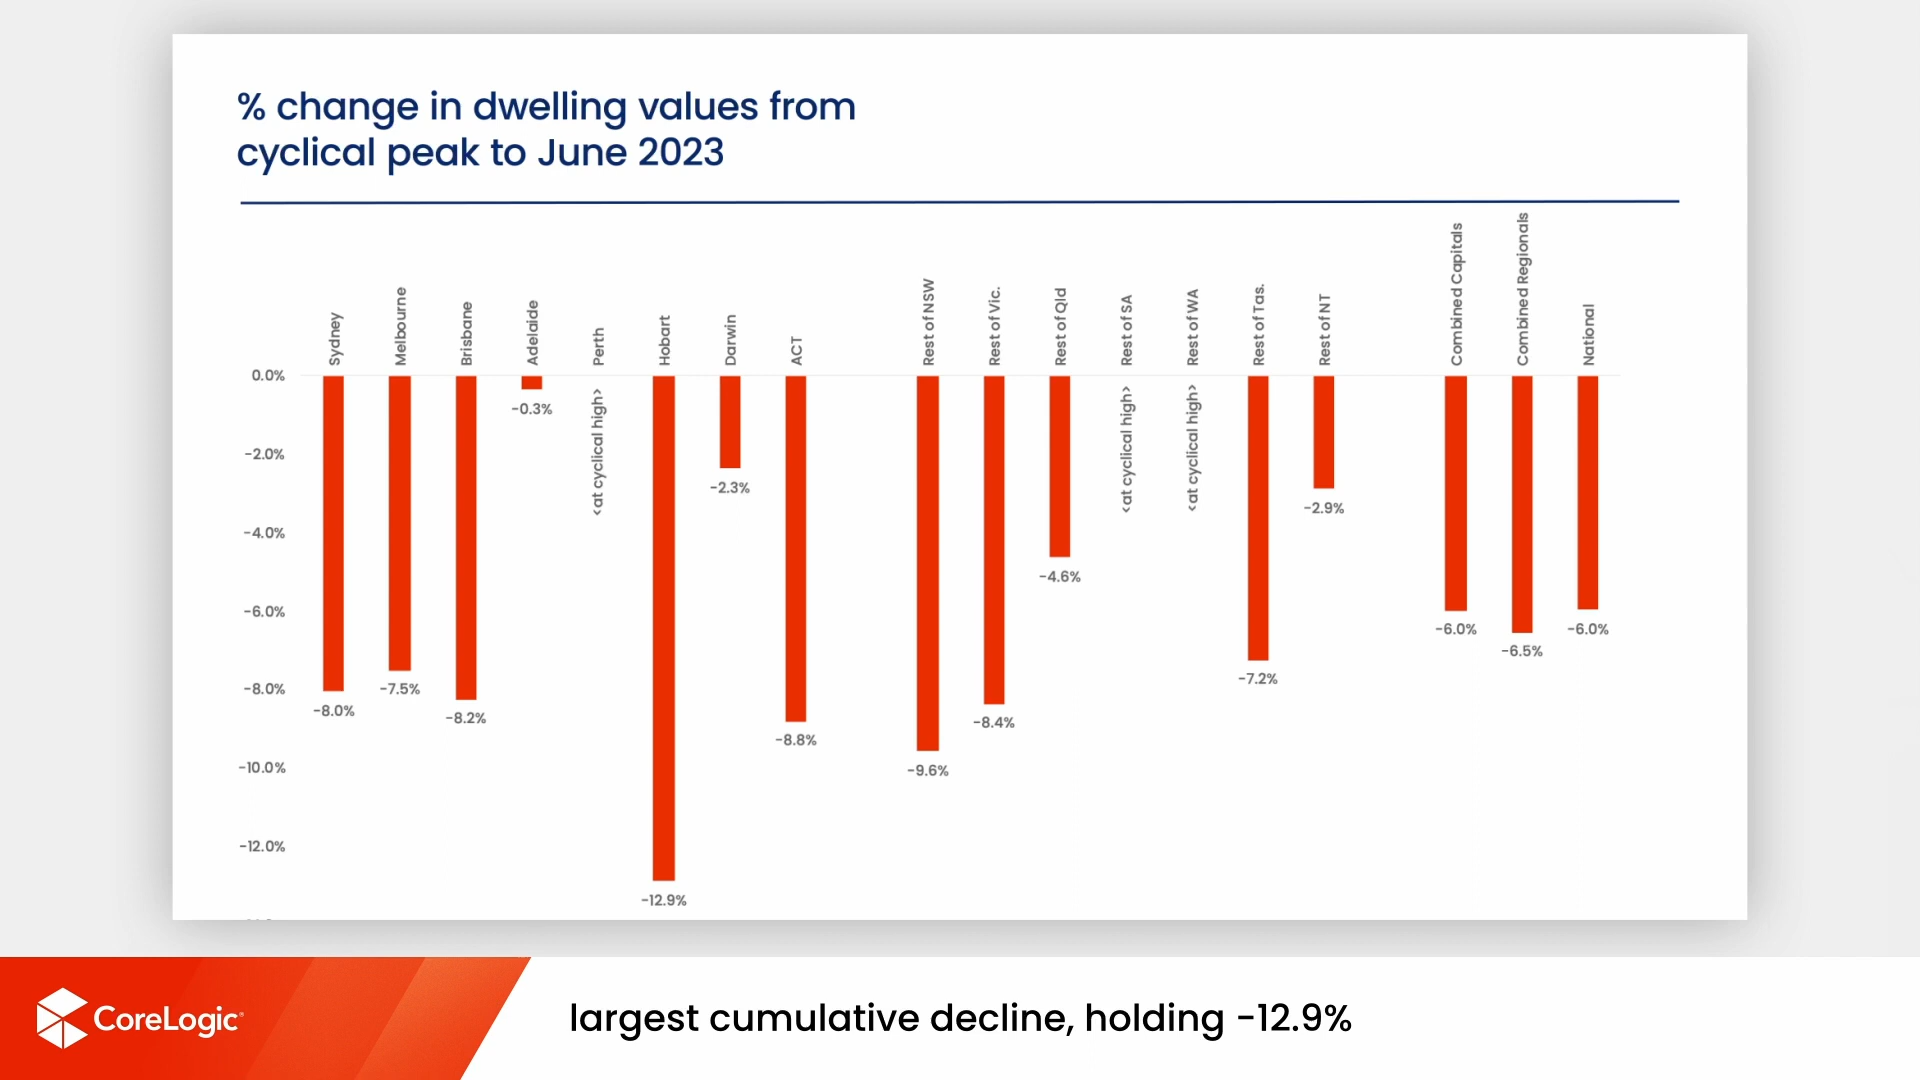 % change in dwelling values from
cyclical peak to June 2023
Sydney
Melbourne
Brisbane
Adelaide
Perth
Hobart
Darwin
ACT
Rest of NSW
Rest of Vic.
Rest of Qld
Rest of SA
Rest of WA
Rest of Tas.
Rest of NT
Combined Capitals
Combined Regionals
National
0.0%
-2.0%
-4.0%
-6.0%
-8.0%
-10.0%
-12.0%
-8.0%
-7.5%
-8.2%
-0.3%
<at cyclical high>
-12.9%
-2.3%
-8.8%
-9.6%
-8.4%
-4.6%
<at cyclical high>
<at cyclical high>
-7.2%
-2.9%
-6.0%
-6.5%
-6.0%
CoreLogic
largest cumulative decline, holding -12.9%